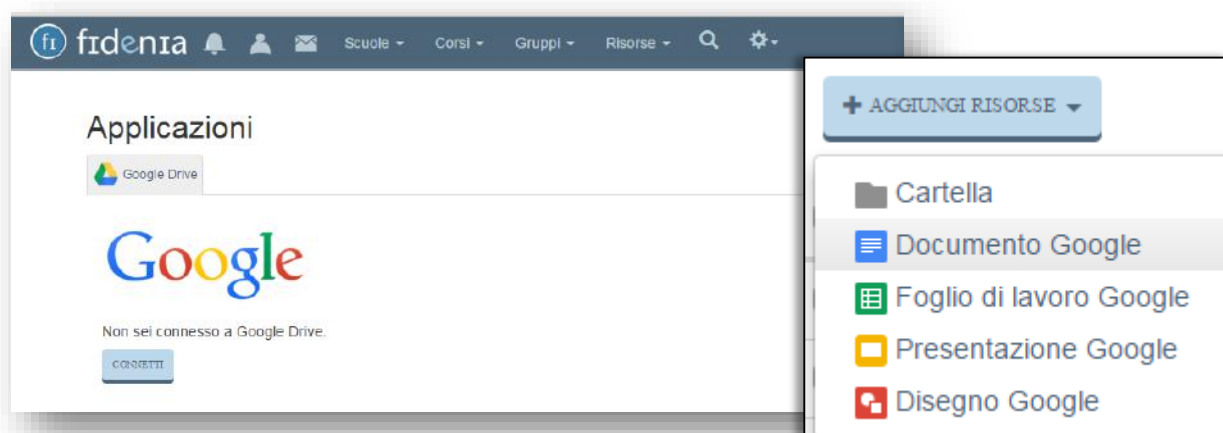 fidenia Scuole Corsi Gruppi Risorse
Applicazioni
Google Drive
Google
Non sei connesso a Google Drive.
CONNETTI
+ AGGIUNGI RISORSE
Cartella
Documento Google
Foglio di lavoro Google
Presentazione Google
Disegno Google